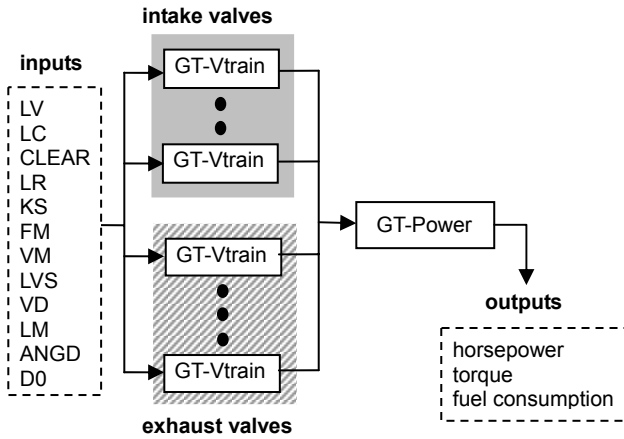 intake valves
inputs
LV
LC
CLEAR
LR
KS
FM
VM
LVS
VD
LM
ANGD
D0
GT-Vtrain
GT-Vtrain
GT-Vtrain
GT-Vtrain
exhaust valves
GT-Power
outputs
horsepower
torque
fuel consumption